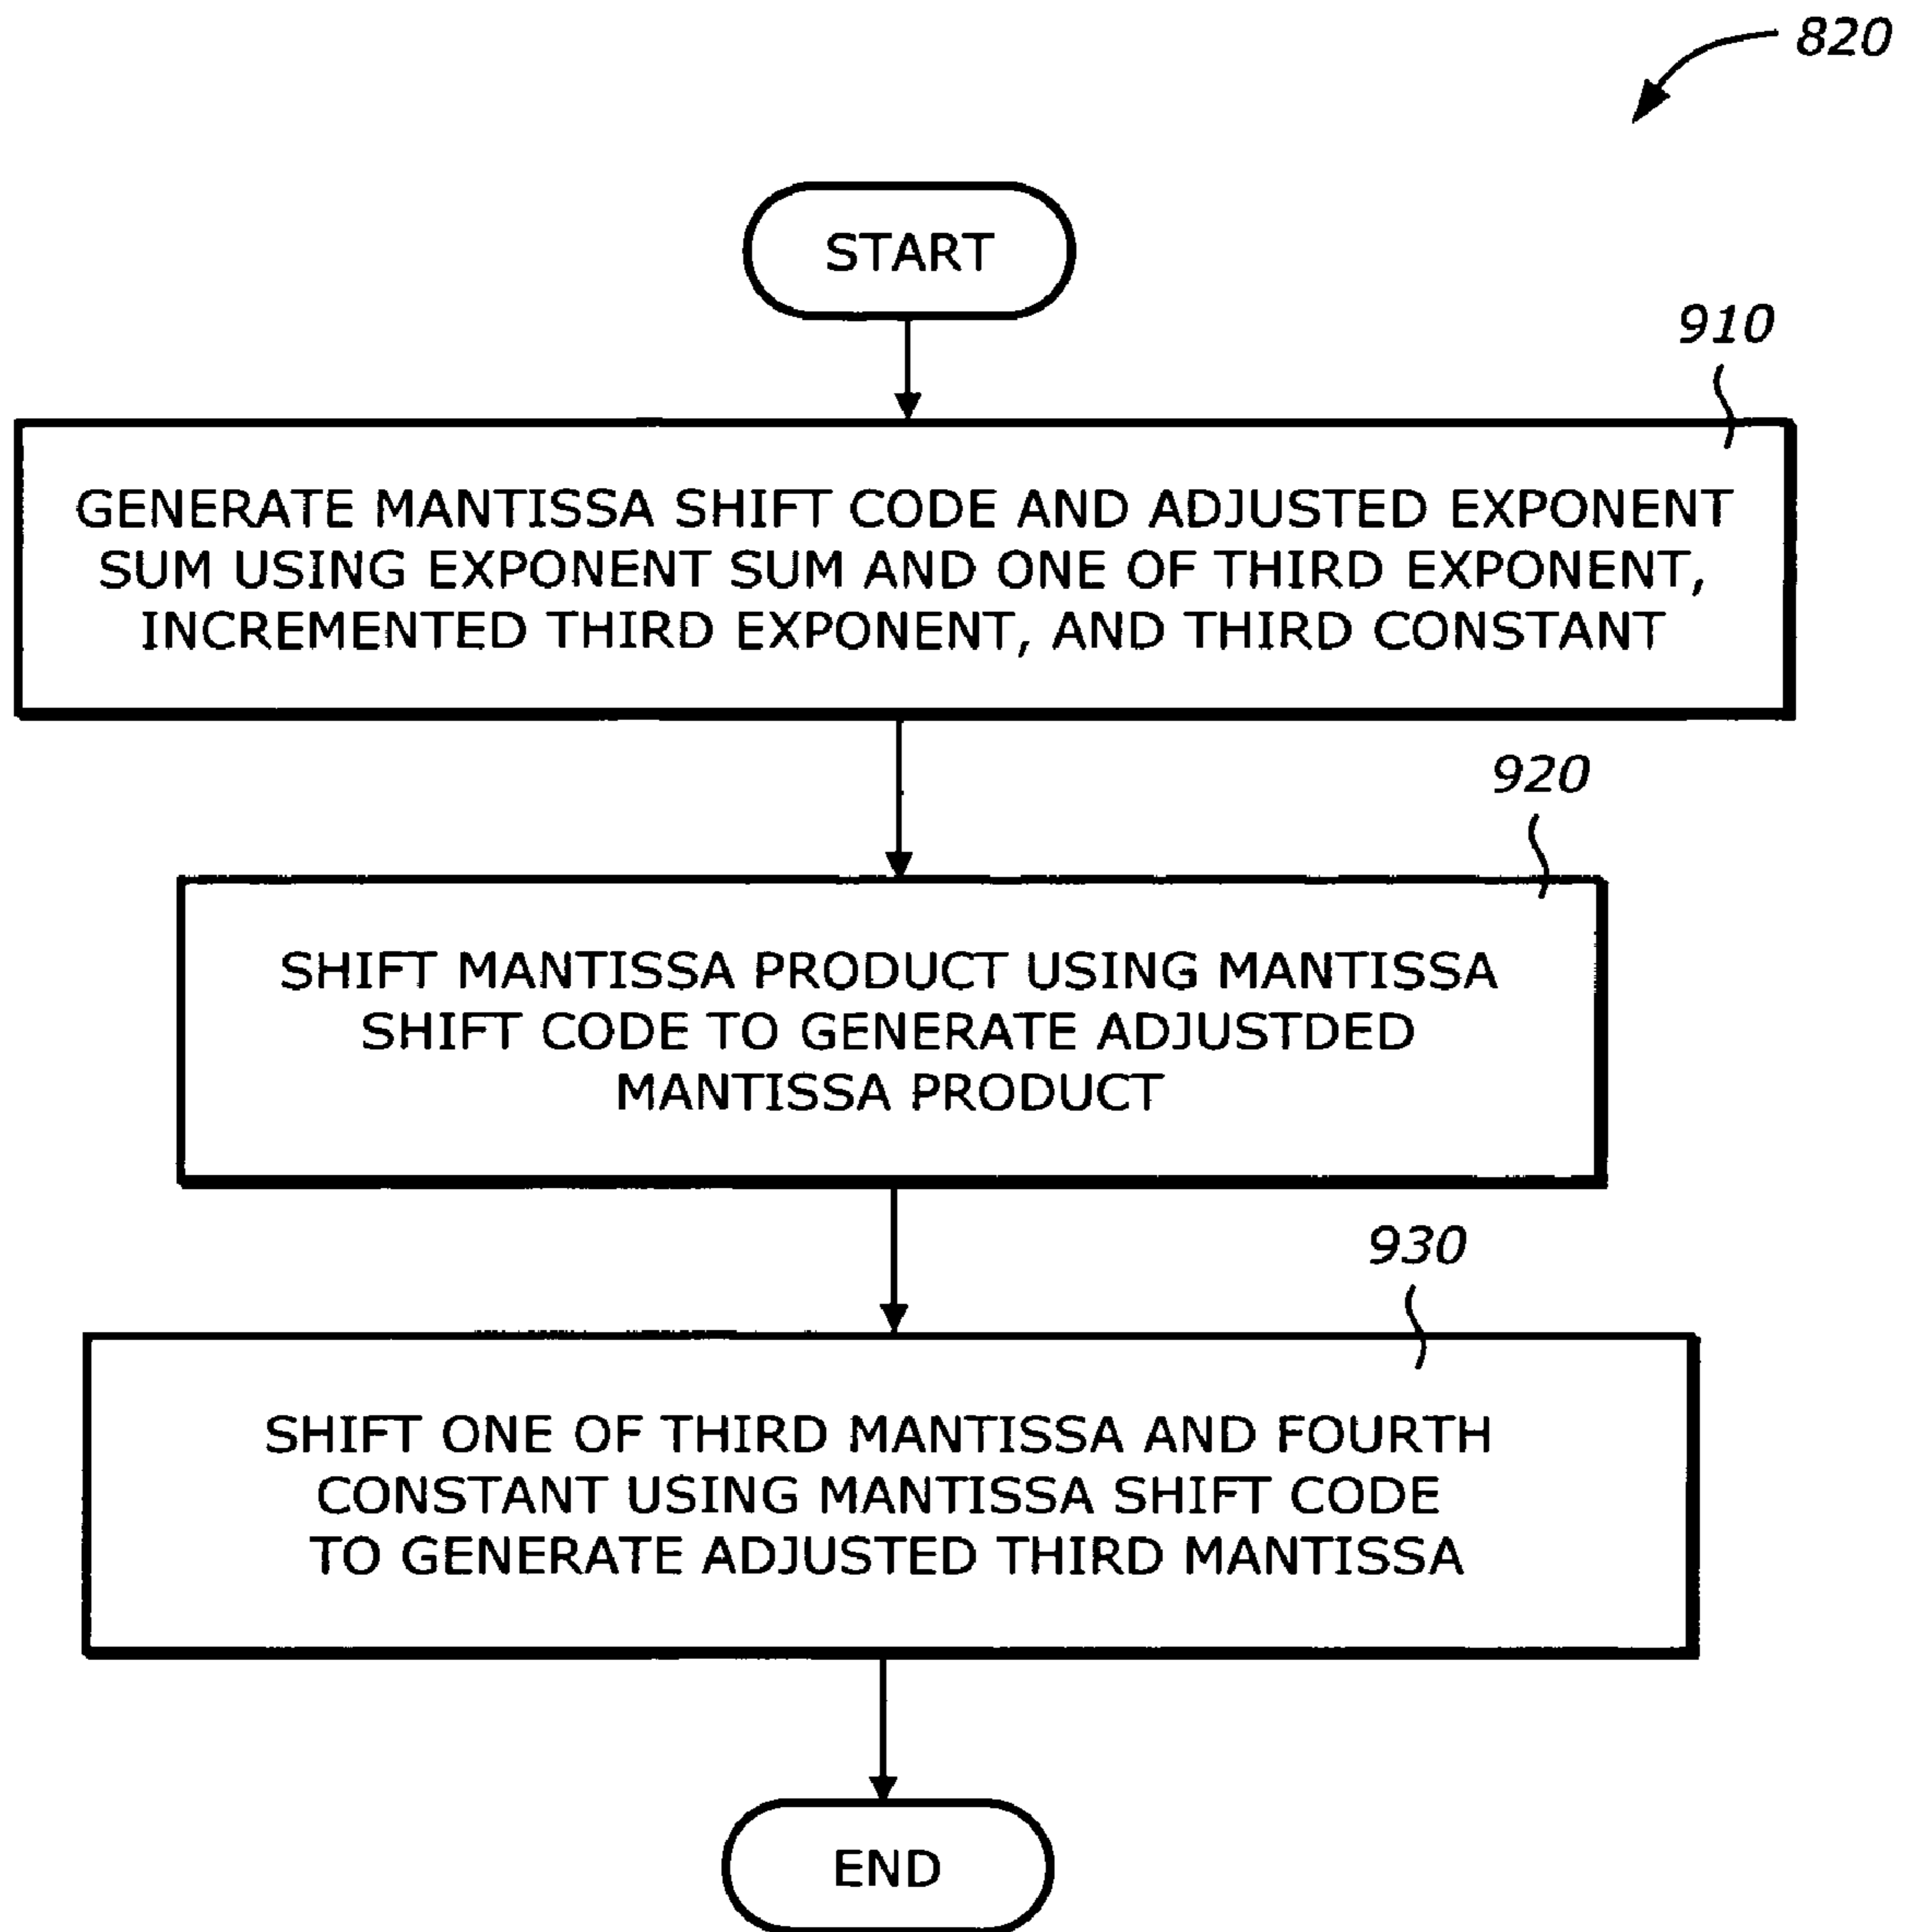 820
START
910
GENERATE MANTISSA SHIFT CODE AND ADJUSTED EXPONENT
SUM USING EXPONENT SUM AND ONE OF THIRD EXPONENT,
INCREMENTED THIRD EXPONENT, AND THIRD CONSTANT
920
SHIFT MANTISSA PRODUCT USING MANTISSA
SHIFT CODE TO GENERATE ADJUSTDED
MANTISSA PRODUCT
930
SHIFT ONE OF THIRD MANTISSA AND FOURTH
CONSTANT USING MANTISSA SHIFT CODE
TO GENERATE ADJUSTED THIRD MANTISSA
END